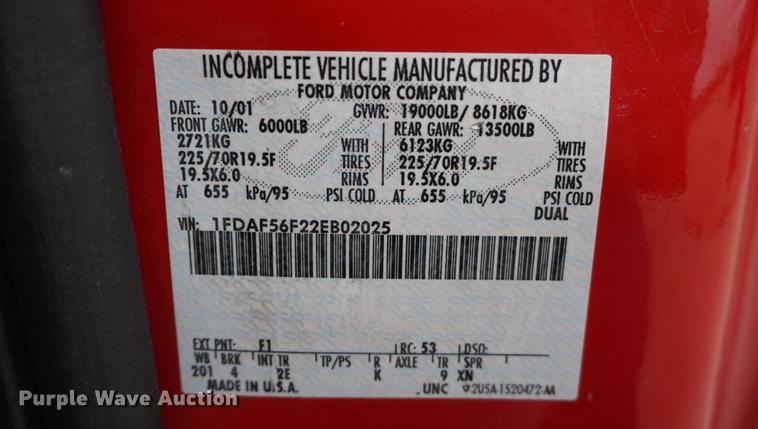 INCOMPLETE VEHICLE MANUFACTURED BY
FORD MOTOR COMPANY
DATE: 10/01 GVWR: 19000LB/ 8618KG
FRONT GAWR: 6000LB REAR GAWR: 13500LB
2721KG WITH 6123KG WITH
225/70R19.5F TIRES 225/70R19.5F TIRES
19.5X6.0 RIMS 19.5X6.0 RIMS
AT 655 kPa/95 PSI COLD AT 655 kPa/95 PSI COLD
DUAL
VIN: 1FDAF56F22EB02025
EXT PNT: F1 RC: 53 DSO:
WB BRK INT TR TP/PS R AXLE TR SPR
201 4 2E K 9 XN
MADE IN U.S.A. UNC 2U5A-1520472-AA
Purple Wave Auction